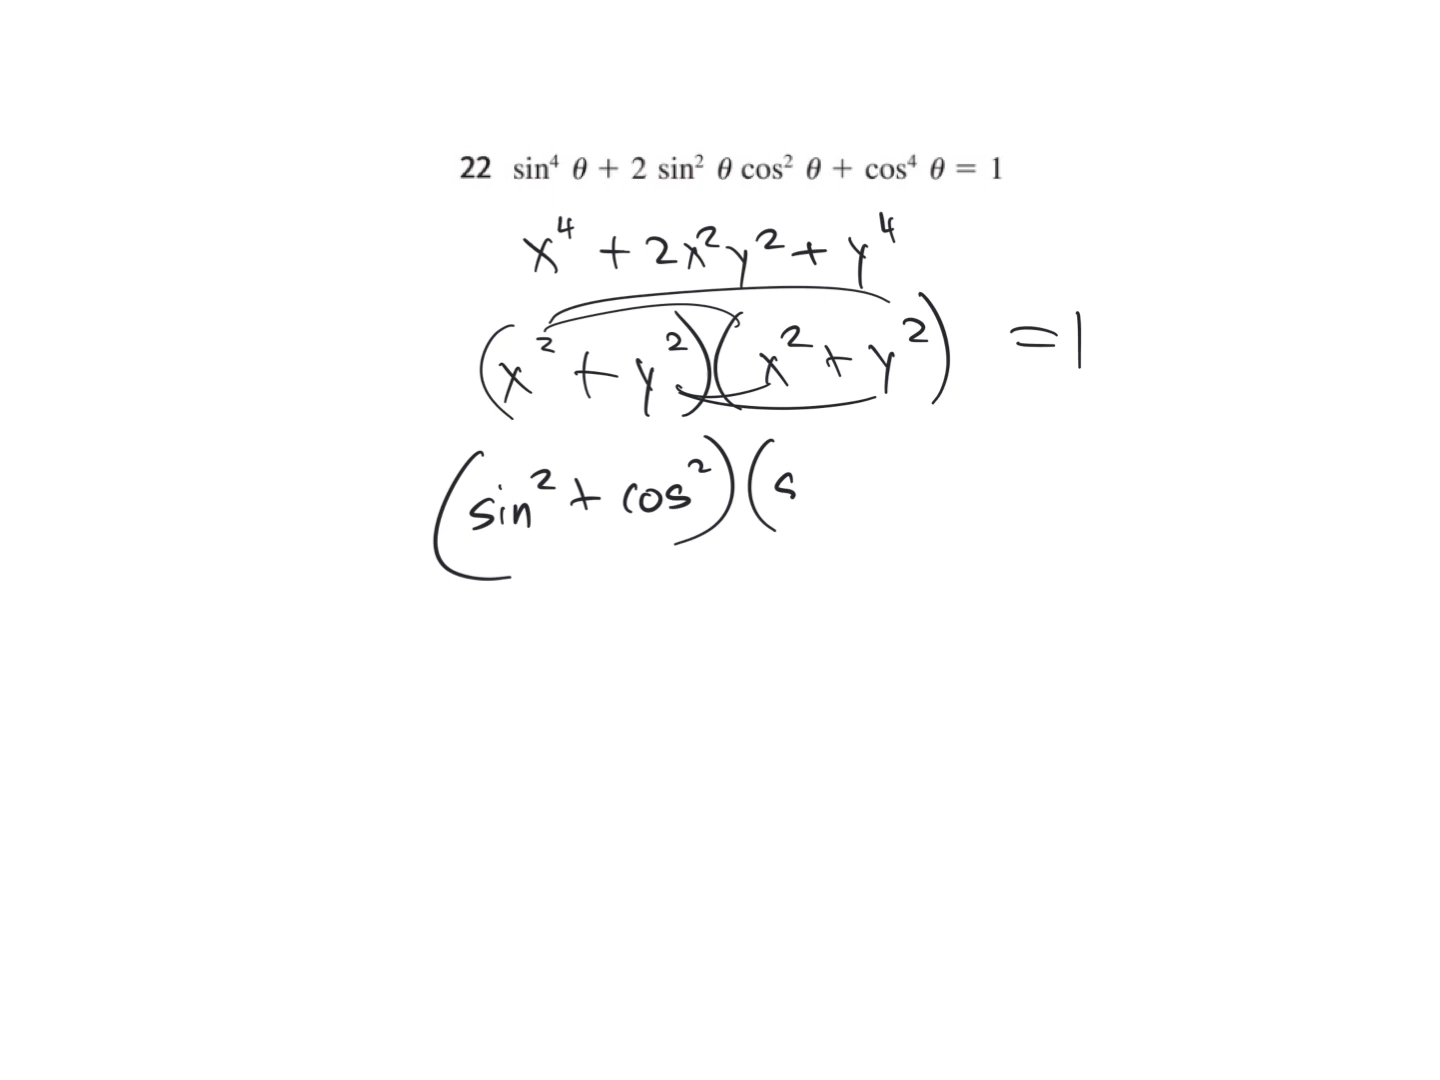 22 sin⁴ θ + 2 sin² θ cos² θ + cos⁴ θ = 1
x⁴ + 2x²y² + y⁴
(x² + y²)(x² + y²) = 1
(sin² + cos²)(s